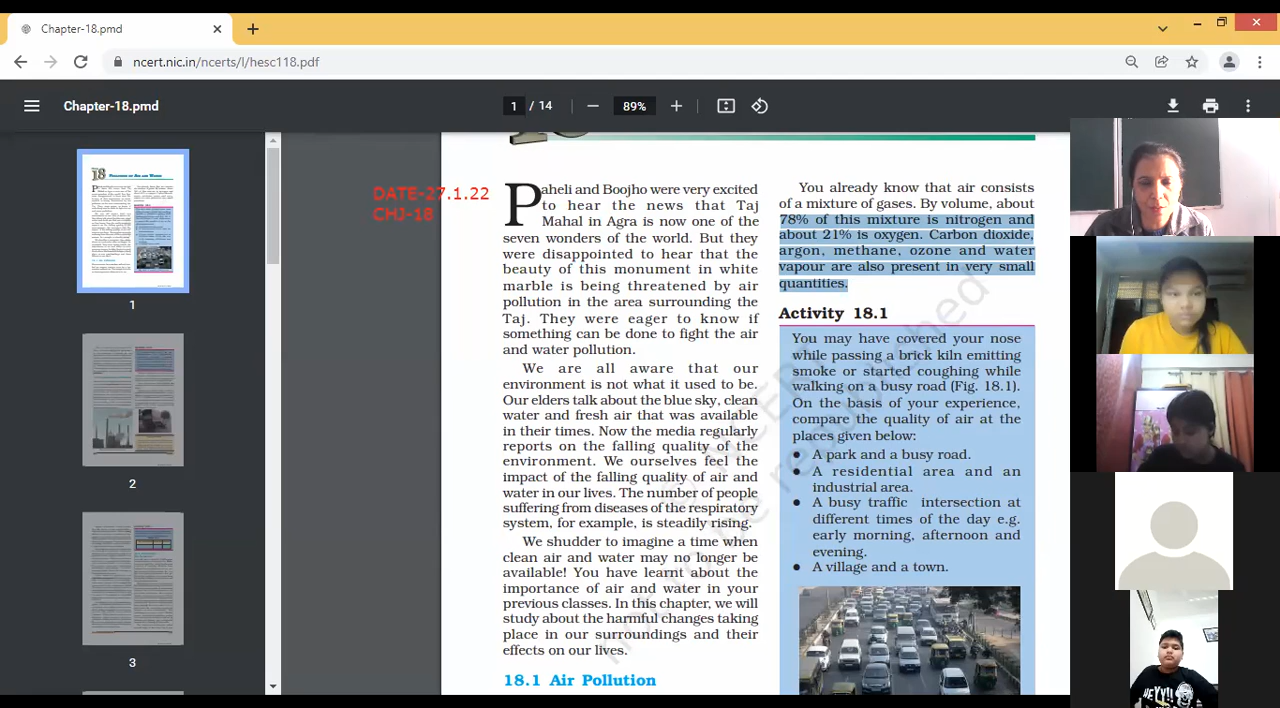 Chapter-18.pmd
ncert.nic.in/ncerts/l/hesc118.pdf
Chapter-18.pmd
1 / 14
89%
1
2
3
DATE-27.1.22
CHJ-18
Paheli and Boojho were very excited
to hear the news that Taj
Mahal in Agra is now one of the
seven wonders of the world. But they
were disappointed to hear that the
beauty of this monument in white
marble is being threatened by air
pollution in the area surrounding the
Taj. They were eager to know if
something can be done to fight the air
and water pollution.
We are all aware that our
environment is not what it used to be.
Our elders talk about the blue sky, clean
water and fresh air that was available
in their times. Now the media regularly
reports on the falling quality of the
environment. We ourselves feel the
impact of the falling quality of air and
water in our lives. The number of people
suffering from diseases of the respiratory
system, for example, is steadily rising.
We shudder to imagine a time when
clean air and water may no longer be
available! You have learnt about the
importance of air and water in your
previous classes. In this chapter, we will
study about the harmful changes taking
place in our surroundings and their
effects on our lives.
18.1 Air Pollution
You already know that air consists
of a mixture of gases. By volume, about
78% of this mixture is nitrogen and
about 21% is oxygen. Carbon dioxide,
argon, methane, ozone and water
vapour are also present in very small
quantities.
Activity 18.1
You may have covered your nose
while passing a brick kiln emitting
smoke or started coughing while
walking on a busy road (Fig. 18.1).
On the basis of your experience,
compare the quality of air at the
places given below:
● A park and a busy road.
● A residential area and an
industrial area.
● A busy traffic intersection at
different times of the day e.g.
early morning, afternoon and
evening.
● A village and a town.